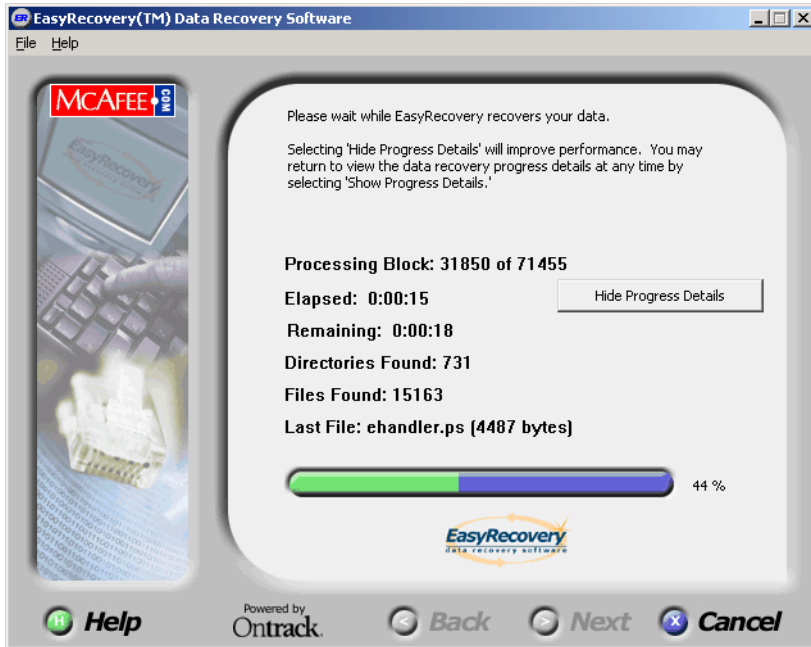 ER EasyRecovery(TM) Data Recovery Software
File Help
McAFEE.COM
EasyRecovery
Please wait while EasyRecovery recovers your data.
Selecting 'Hide Progress Details' will improve performance. You may
return to view the data recovery progress details at any time by
selecting 'Show Progress Details.'
Processing Block: 31850 of 71455
Elapsed: 0:00:15
Hide Progress Details
Remaining: 0:00:18
Directories Found: 731
Files Found: 15163
Last File: ehandler.ps (4487 bytes)
44 %
EasyRecovery
data recovery software
H Help
Powered by
Ontrack.
< Back
> Next
X Cancel